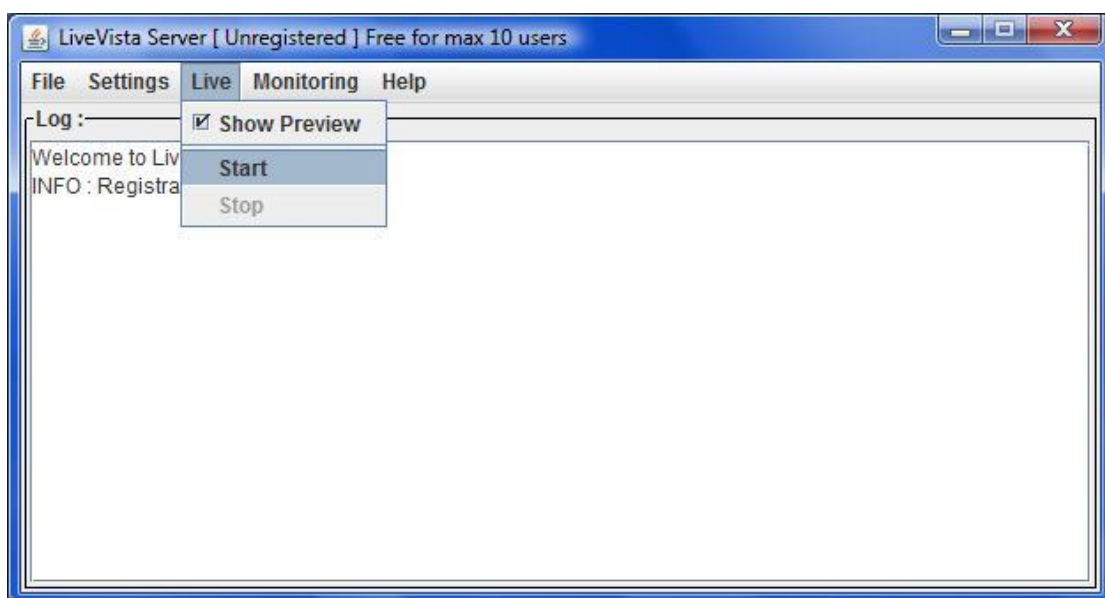 LiveVista Server [ Unregistered ] Free for max 10 users
File Settings Live Monitoring Help
Log :
Show Preview
Welcome to Liv
Start
INFO : Registra
Stop